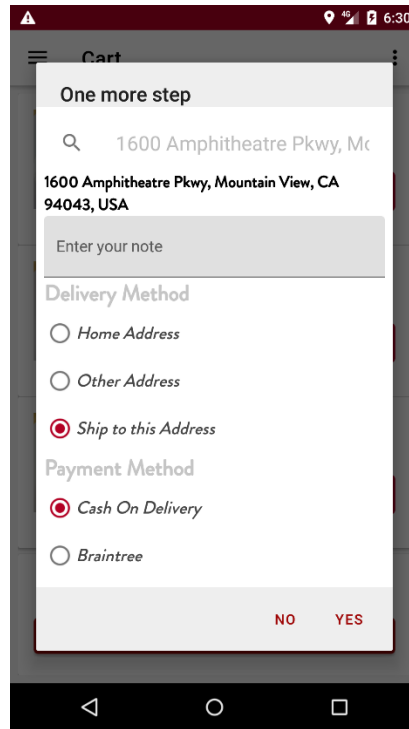 4G 6:30
Cart
One more step
1600 Amphitheatre Pkwy, Mo
1600 Amphitheatre Pkwy, Mountain View, CA
94043, USA
Enter your note
Delivery Method
Home Address
Other Address
Ship to this Address
Payment Method
Cash On Delivery
Braintree
NO YES